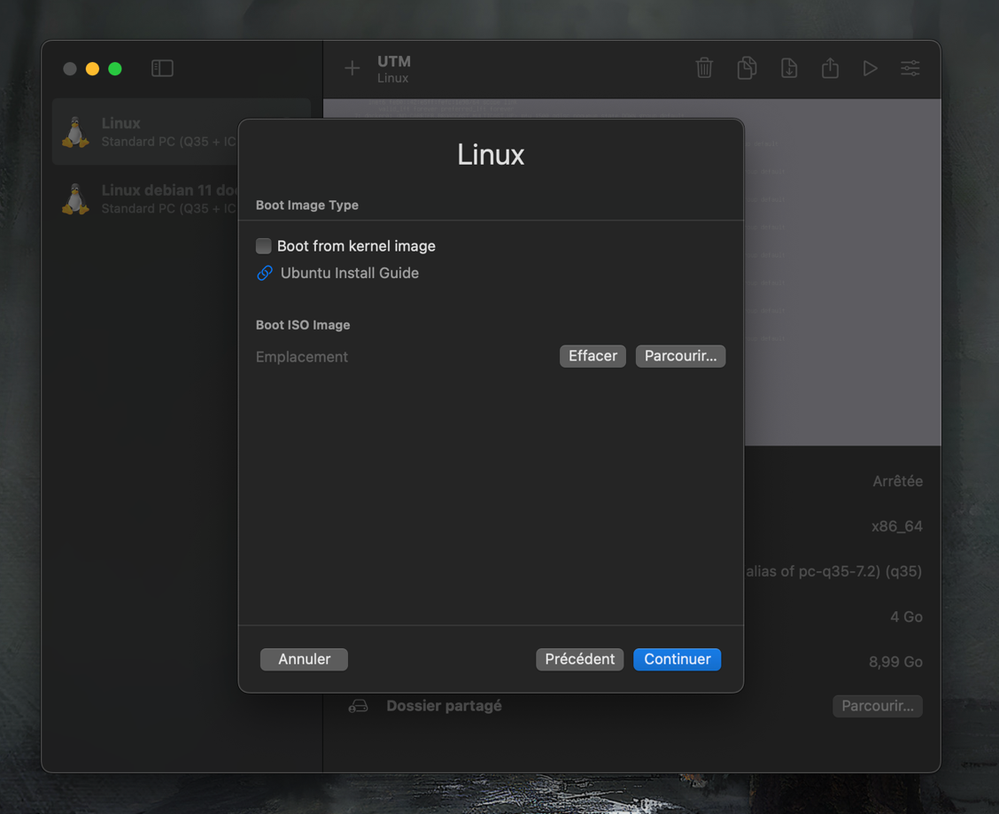 UTM
Linux
Linux
Standard PC (Q35 + IC
Linux debian 11 do
Standard PC (Q35 + IC
Linux
Boot Image Type
Boot from kernel image
Ubuntu Install Guide
Boot ISO Image
Emplacement
Effacer
Parcourir...
Annuler
Précédent
Continuer
Arrêtée
x86_64
alias of pc-q35-7.2) (q35)
4 Go
8,99 Go
Dossier partagé
Parcourir...